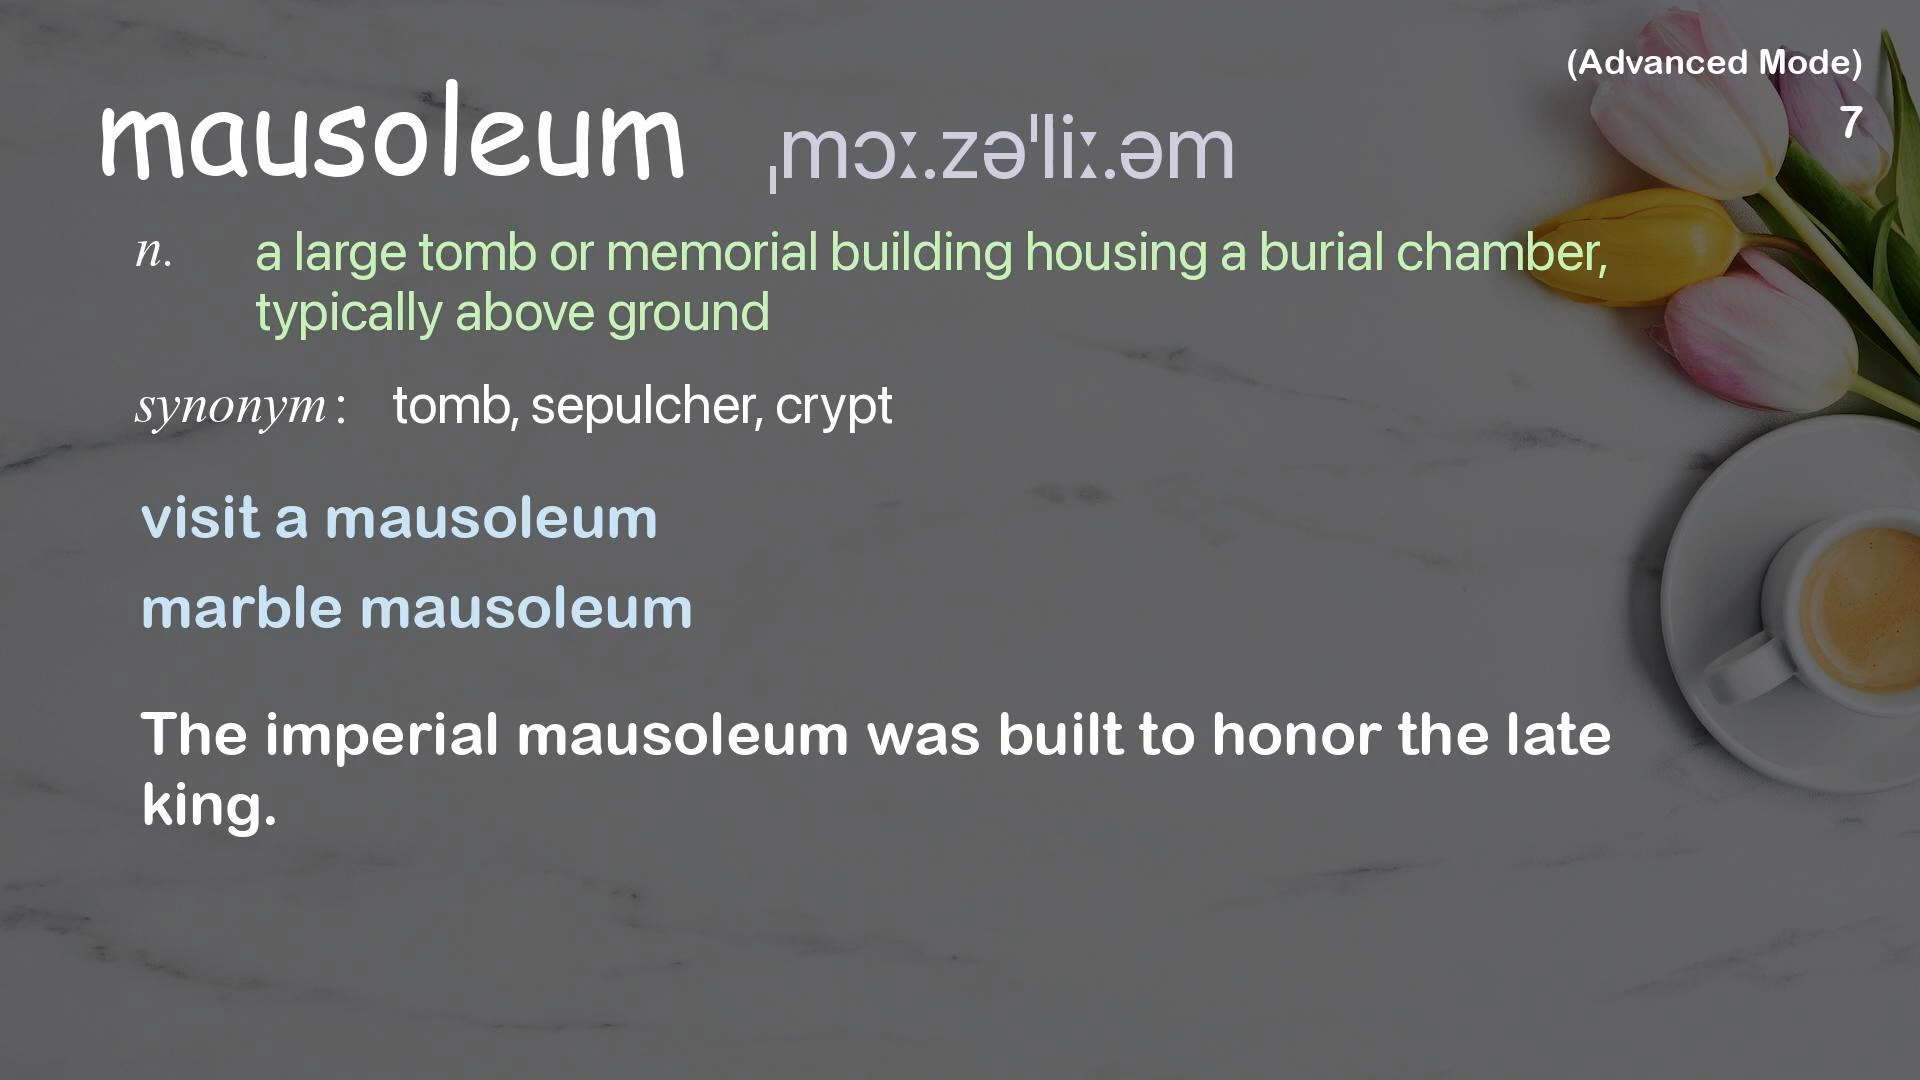 (Advanced Mode)
7
mausoleum ˌmɔː.zəˈliː.əm
n. a large tomb or memorial building housing a burial chamber,
typically above ground
synonym: tomb, sepulcher, crypt
visit a mausoleum
marble mausoleum
The imperial mausoleum was built to honor the late
king.